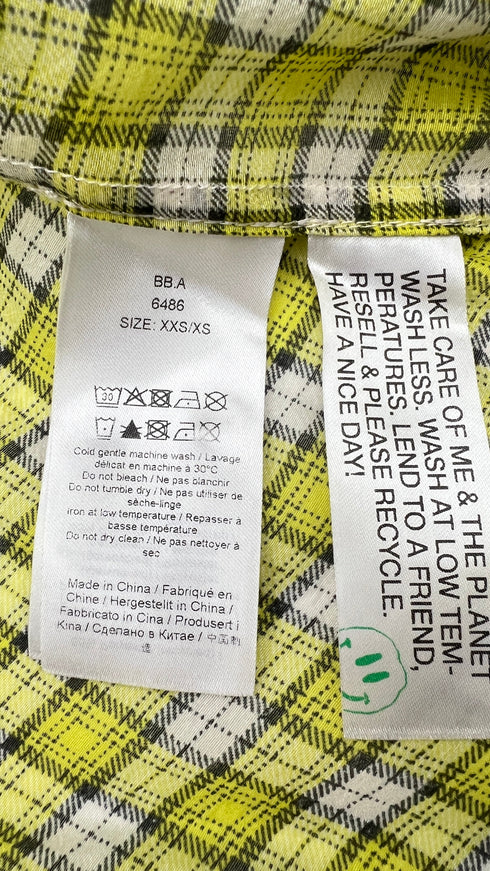 BB.A
6486
SIZE: XXS/XS
30
Cold gentle machine wash / Lavage
délicat en machine à 30°C
Do not bleach / Ne pas blanchir
Do not tumble dry / Ne pas utiliser de
sèche-linge
Iron at low temperature / Repasser à
basse température
Do not dry clean / Ne pas nettoyer à
sec
Made in China / Fabriqué en
Chine / Hergestellt in China /
Fabbricato in Cina / Produsert i
Kina / Сделано в Китае / 中国制
造
TAKE CARE OF ME & THE PLANET
WASH LESS. WASH AT LOW TEM-
PERATURES. LEND TO A FRIEND,
RESELL & PLEASE RECYCLE.
HAVE A NICE DAY!